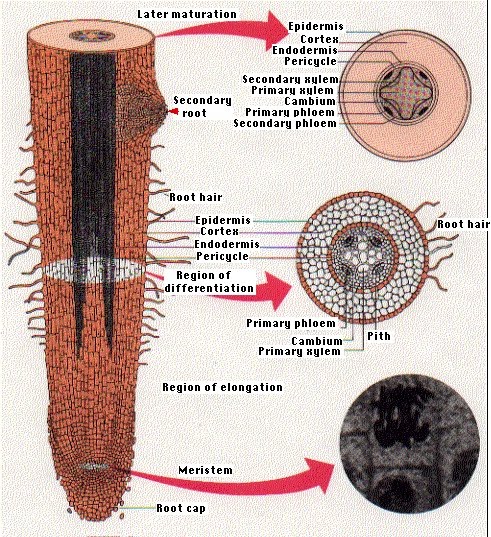 Later maturation
Epidermis
Cortex
Endodermis
Pericycle
Secondary xylem
Primary xylem
Cambium
Primary phloem
Secondary phloem
Secondary
root
Root hair
Epidermis
Cortex
Endodermis
Pericycle
Root hair
Region of
differentiation
Primary phloem
Cambium
Primary xylem
Pith
Region of elongation
Meristem
Root cap